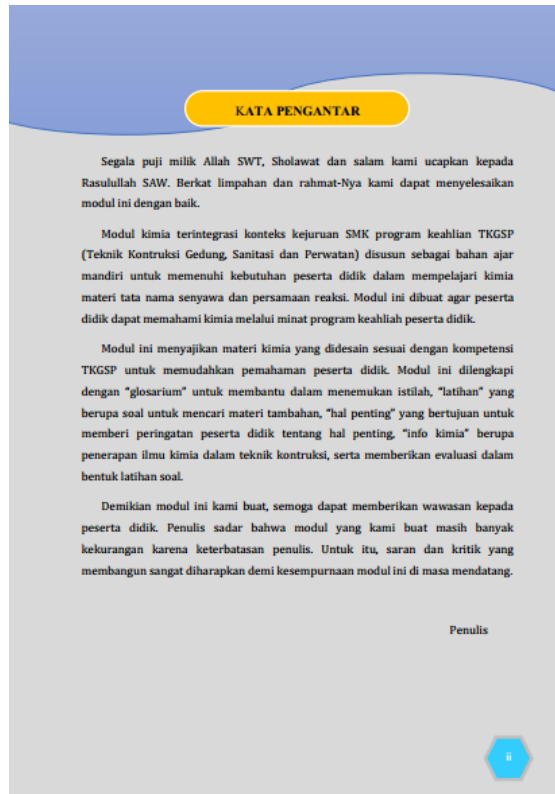 KATA PENGANTAR
Segala puji milik Allah SWT, Sholawat dan salam kami ucapkan kepada
Rasulullah SAW. Berkat limpahan dan rahmat-Nya kami dapat menyelesaikan
modul ini dengan baik.
Modul kimia terintegrasi konteks kejuruan SMK program keahlian TKGSP
(Teknik Kontruksi Gedung, Sanitasi dan Perwatan) disusun sebagai bahan ajar
mandiri untuk memenuhi kebutuhan peserta didik dalam mempelajari kimia
materi tata nama senyawa dan persamaan reaksi. Modul ini dibuat agar peserta
didik dapat memahami kimia melalui minat program keahliah peserta didik.
Modul ini menyajikan materi kimia yang didesain sesuai dengan kompetensi
TKGSP untuk memudahkan pemahaman peserta didik. Modul ini dilengkapi
dengan “glosarium” untuk membantu dalam menemukan istilah, “latihan” yang
berupa soal untuk mencari materi tambahan, “hal penting” yang bertujuan untuk
memberi peringatan peserta didik tentang hal penting, “info kimia” berupa
penerapan ilmu kimia dalam teknik kontruksi, serta memberikan evaluasi dalam
bentuk latihan soal.
Demikian modul ini kami buat, semoga dapat memberikan wawasan kepada
peserta didik. Penulis sadar bahwa modul yang kami buat masih banyak
kekurangan karena keterbatasan penulis. Untuk itu, saran dan kritik yang
membangun sangat diharapkan demi kesempurnaan modul ini di masa mendatang.
Penulis
ii